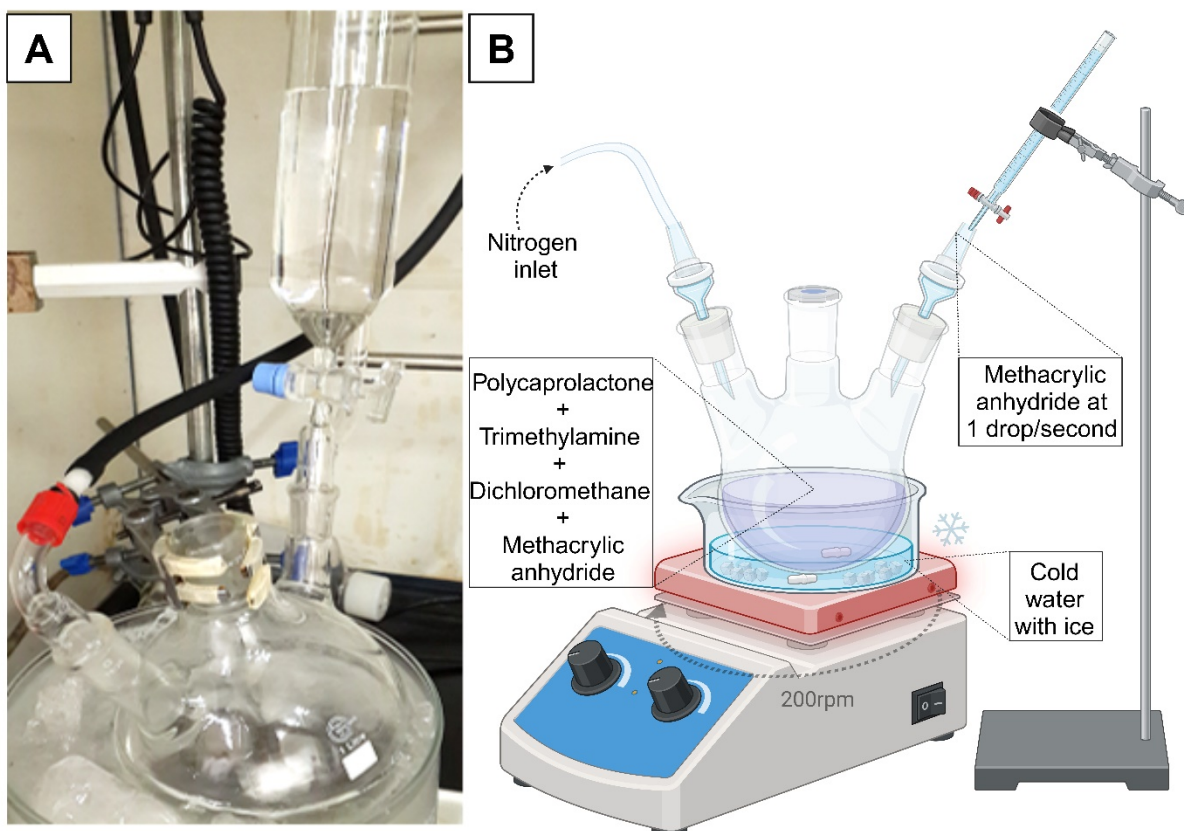 A
B
Nitrogen
inlet
Polycaprolactone
+
Trimethylamine
+
Dichloromethane
+
Methacrylic
anhydride
Methacrylic
anhydride at
1 drop/second
Cold
water
with ice
200rpm